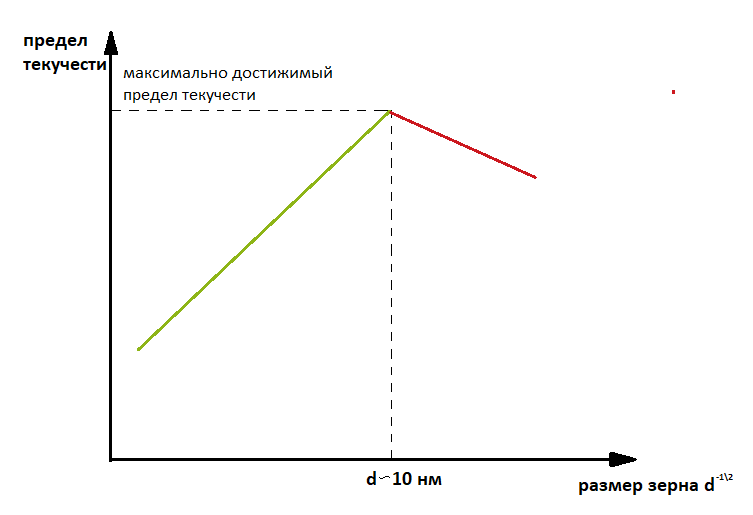 предел
текучести
максимально достижимый
предел текучести
d∽10 нм
размер зерна d-1\2